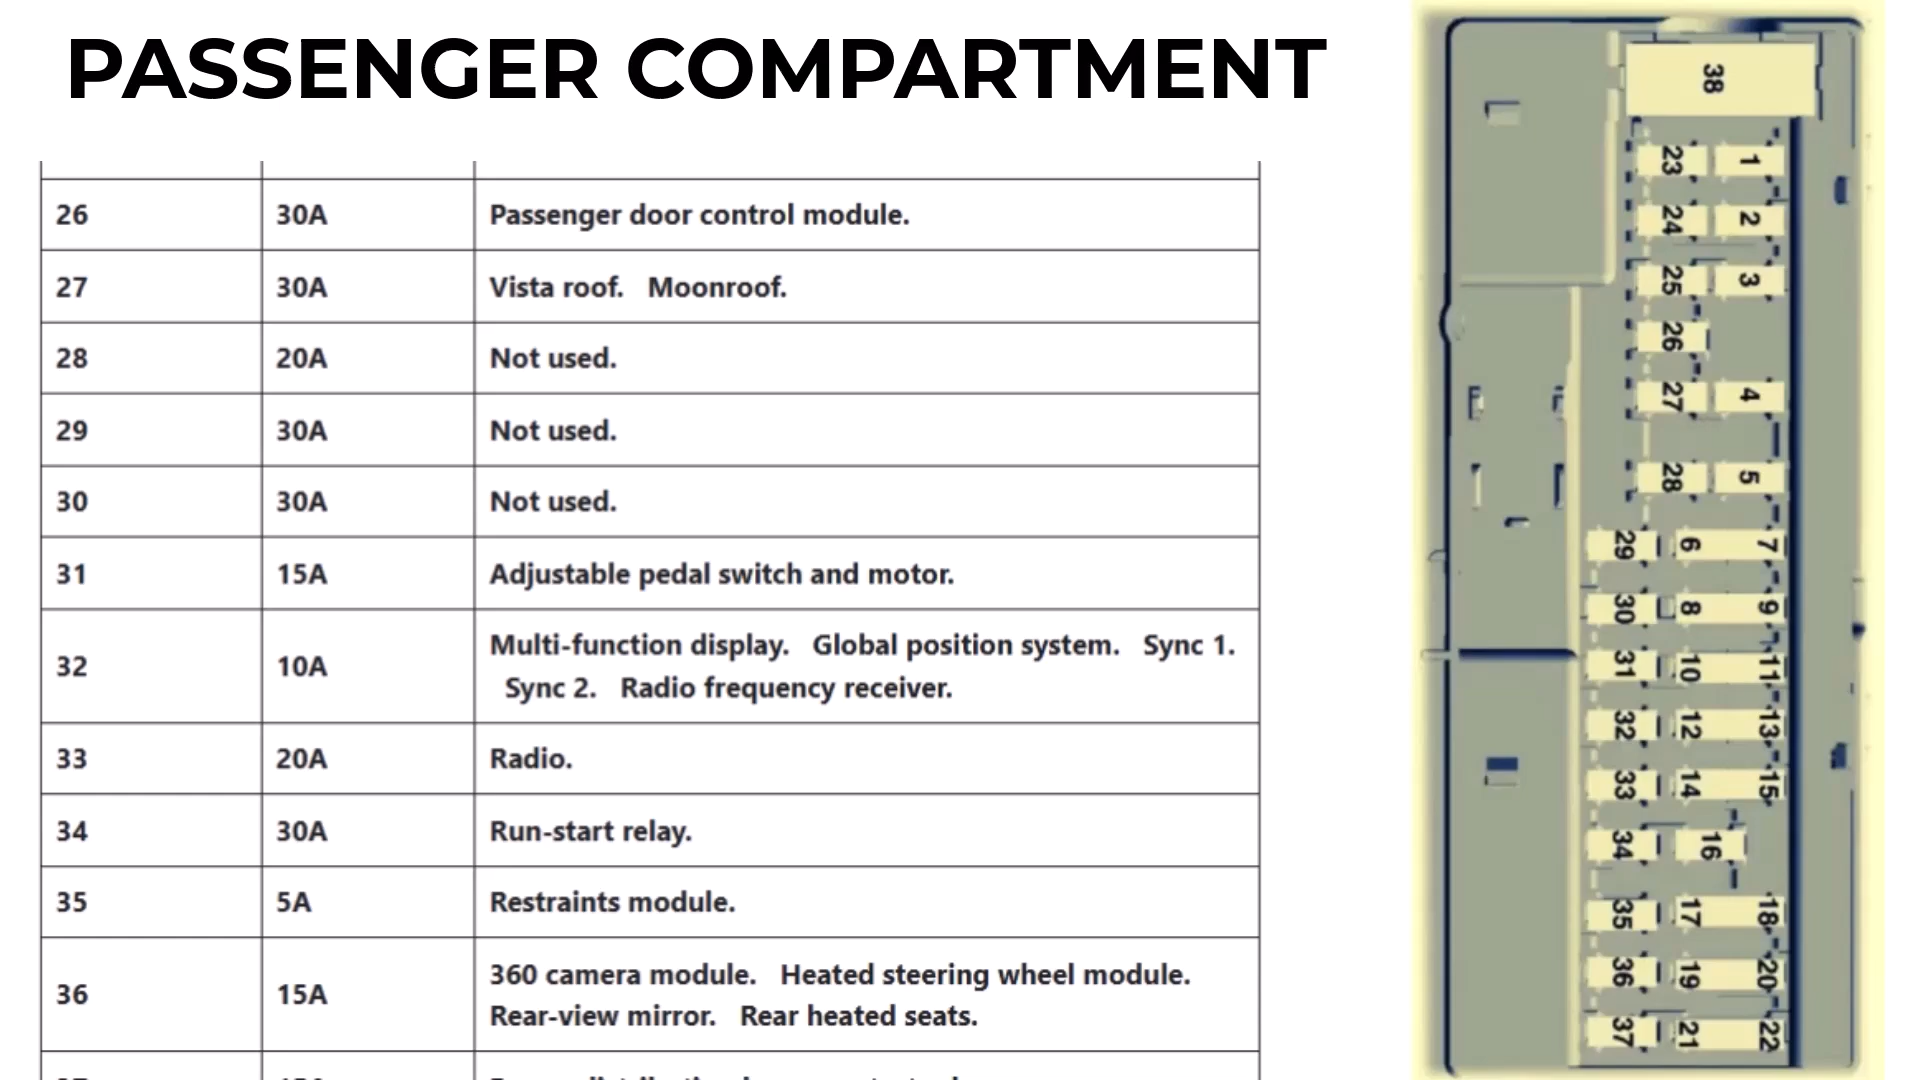 PASSENGER COMPARTMENT
26 30A Passenger door control module.
27 30A Vista roof. Moonroof.
28 20A Not used.
29 30A Not used.
30 30A Not used.
31 15A Adjustable pedal switch and motor.
32 10A Multi-function display. Global position system. Sync 1.
Sync 2. Radio frequency receiver.
33 20A Radio.
34 30A Run-start relay.
35 5A Restraints module.
36 15A 360 camera module. Heated steering wheel module.
Rear-view mirror. Rear heated seats.
38
23 1
24 2
25 3
26
27 4
28 5
29 6 7
30 8 9
31 10 11
32 12 13
33 14 15
34 16
35 17 18
36 19 20
37 21 22